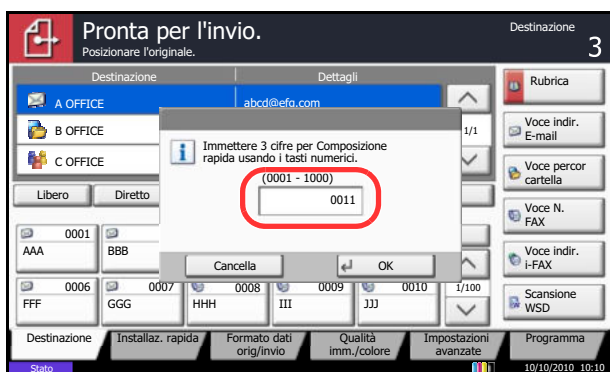 Pronta per l'invio.
Posizionare l'originale.
Destinazione
3
Destinazione
Dettagli
A OFFICE
abcd@efg.com
B OFFICE
C OFFICE
1/1
Immettere 3 cifre per Composizione
rapida usando i tasti numerici.
(0001 - 1000)
0011
Cancella
OK
Libero
Diretto
0001
AAA
BBB
0006
FFF
0007
GGG
0008
HHH
0009
III
0010
JJJ
1/100
Rubrica
Voce indir.
E-mail
Voce percor
cartella
Voce N.
FAX
Voce indir.
i-FAX
Scansione
WSD
Destinazione
Installaz. rapida
Formato dati
orig/invio
Qualità
imm./colore
Impostazioni
avanzate
Programma
Stato
10/10/2010 10:10